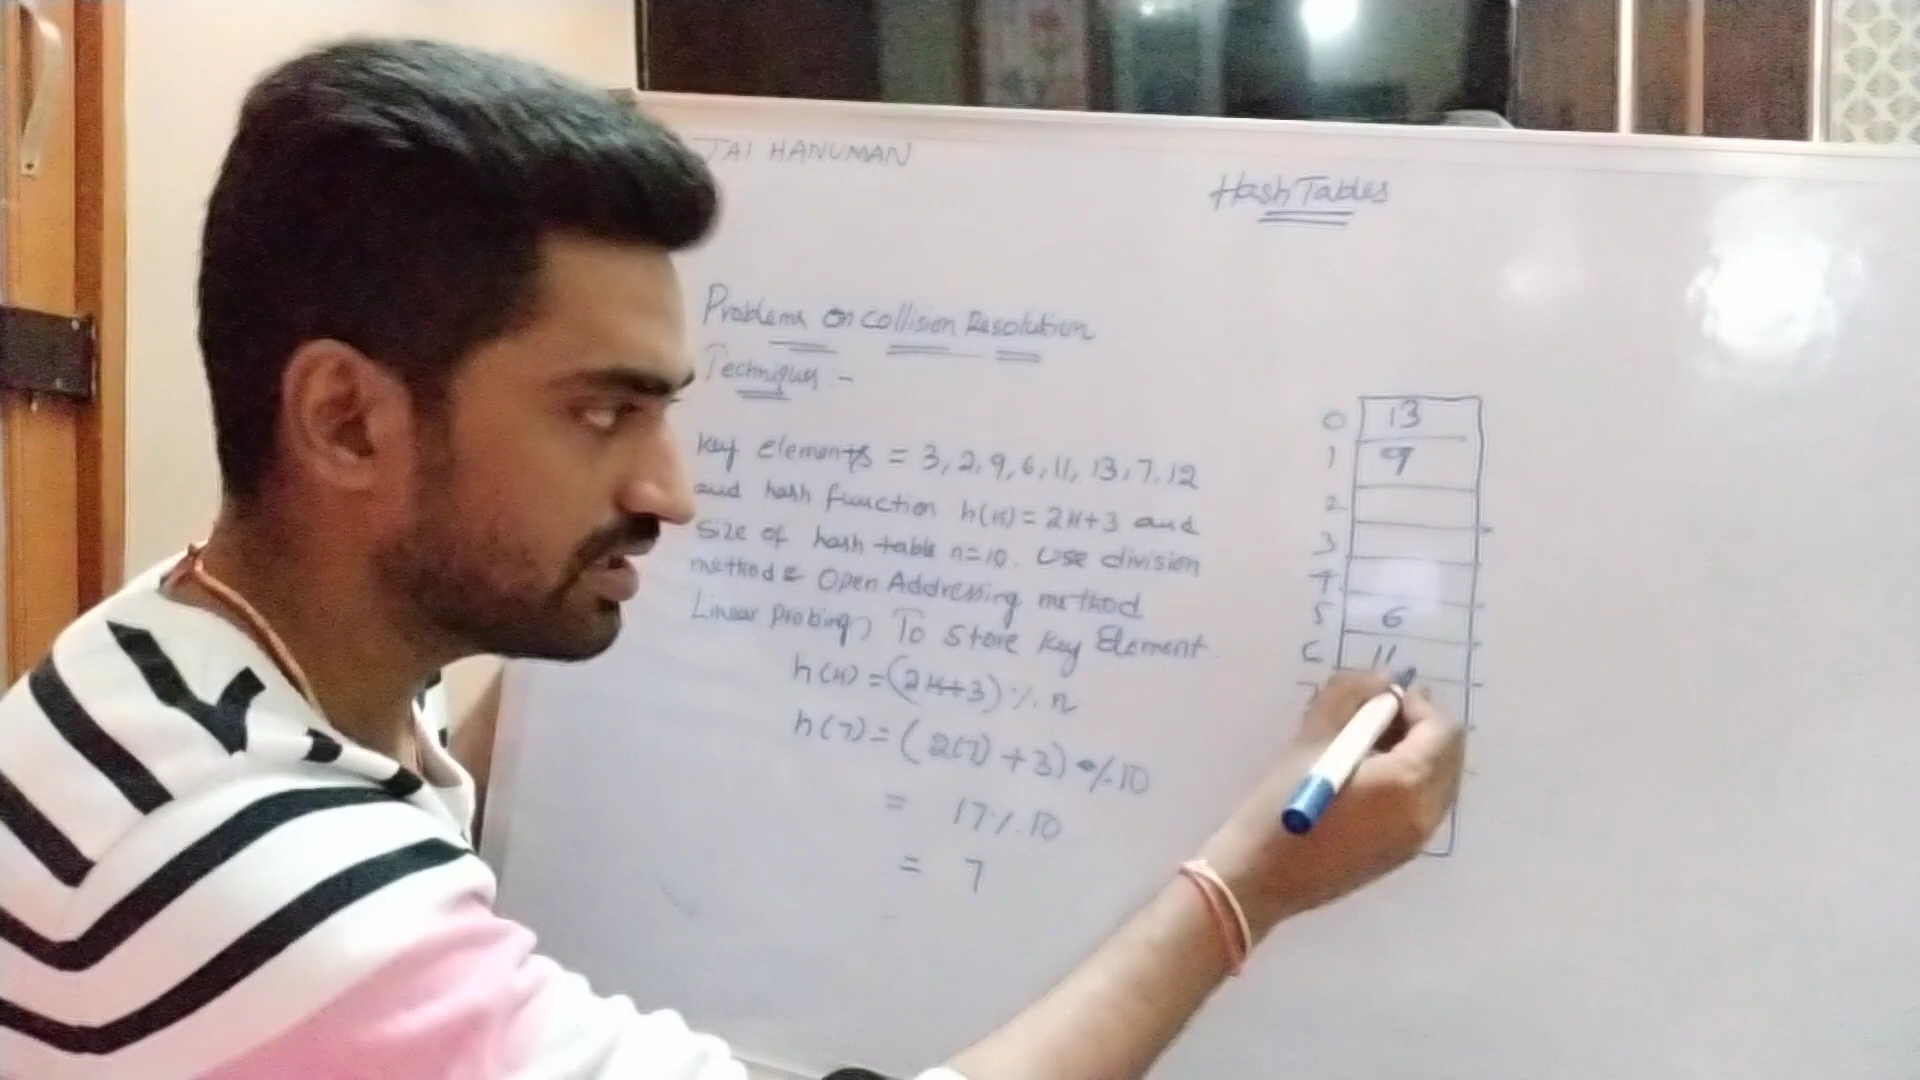 JAI HANUMAN
Hash Tables
Problems on Collision Resolution
Techniques :-
Key elements = 3, 2, 9, 6, 11, 13, 7, 12
and hash function h(k) = 2k+3 and
Size of hash table n=10. Use division
method & Open Addressing method
Linear probing, To Store Key Element.
h(k) = (2k+3) % n
h(7) = (2(7) + 3) % 10
= 17 % 10
= 7
0 13
1 9
2
3
4
5 6
6 11
7